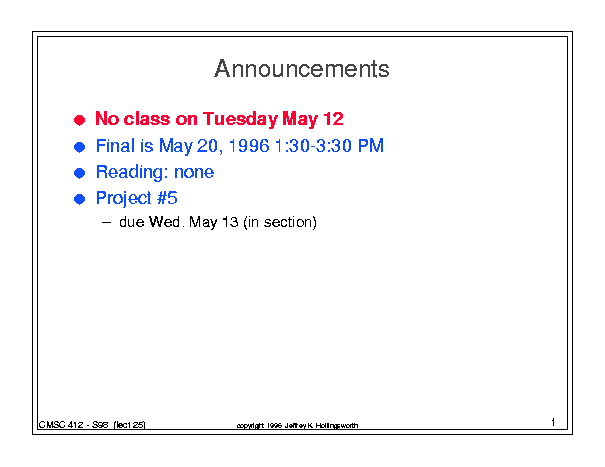 Announcements
● No class on Tuesday May 12
● Final is May 20, 1996 1:30-3:30 PM
● Reading: none
● Project #5
– due Wed. May 13 (in section)
CMSC 412 - S98 (lect 25)
copyright 1996 Jeffrey K. Hollingsworth
1